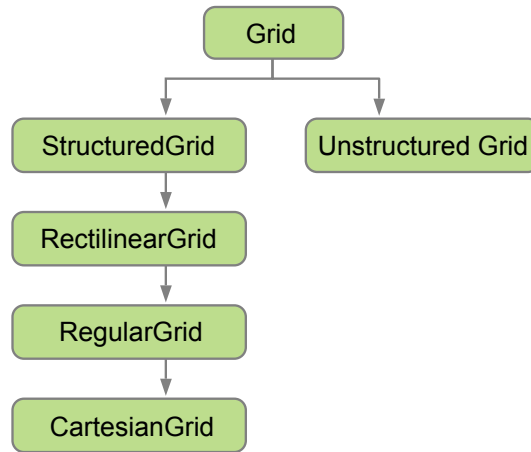 Grid
StructuredGrid
Unstructured Grid
RectilinearGrid
RegularGrid
CartesianGrid